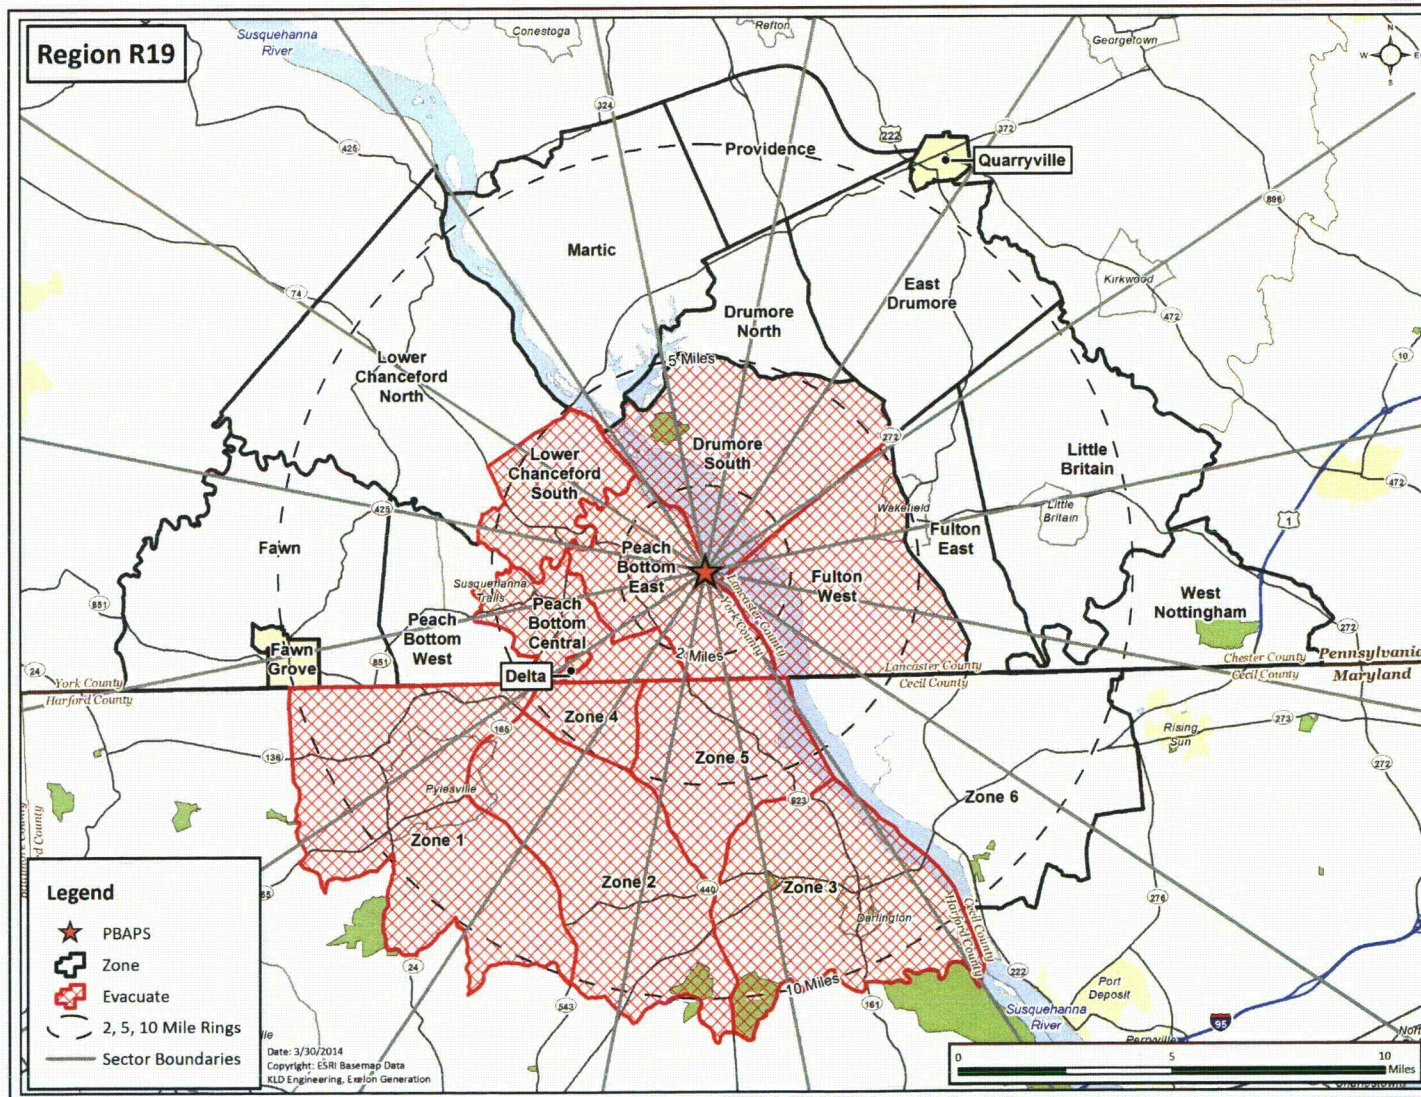 Region R19
Susquehanna
River
Conestoga
Refton
Georgetown
N
W
E
S
324
222
372
425
Providence
Quarryville
896
Martic
Kirkwood
East
Drumore
74
Drumore
North
472
10
Lower
Chanceford
North
5 Miles
272
Drumore
South
Little
Britain
Lower
Chanceford
South
472
425
Wakefield
Little
Britain
1
Fulton
East
Fawn
Peach
Bottom
East
Fulton
West
Lancaster County
York County
West
Nottingham
Susquehanna
Trails
851
Peach
Bottom
Central
Peach
Bottom
West
272
Fawn
Grove
851
2 Miles
24
Delta
Lancaster County
Cecil County
Chester County
Cecil County
Pennsylvania
Maryland
York County
Harford County
165
Zone 4
Rising
Sun
273
136
Zone 5
272
Pylesville
623
Zone 6
Zone 1
Zone 2
440
Zone 3
Darlington
276
Cecil County
Harford County
24
222
10 Miles
543
161
Port
Deposit
Susquehanna
River
95
Perryville
Legend
PBAPS
Zone
Evacuate
2, 5, 10 Mile Rings
Sector Boundaries
Date: 3/30/2014
Copyright: ESRI Basemap Data
KLD Engineering, Exelon Generation
0
5
10
Miles